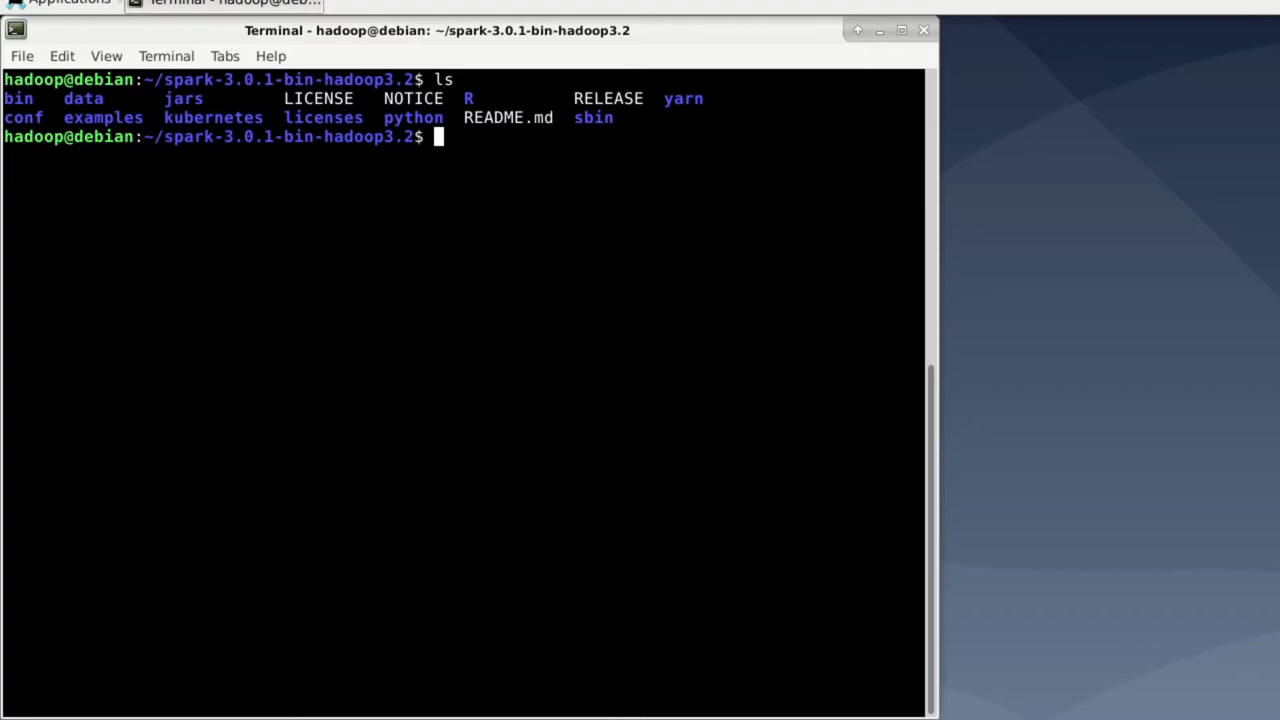 Applications
Terminal - hadoop@deb...
Terminal - hadoop@debian: ~/spark-3.0.1-bin-hadoop3.2
File Edit View Terminal Tabs Help
hadoop@debian:~/spark-3.0.1-bin-hadoop3.2$ ls
bin data jars LICENSE NOTICE R RELEASE yarn
conf examples kubernetes licenses python README.md sbin
hadoop@debian:~/spark-3.0.1-bin-hadoop3.2$